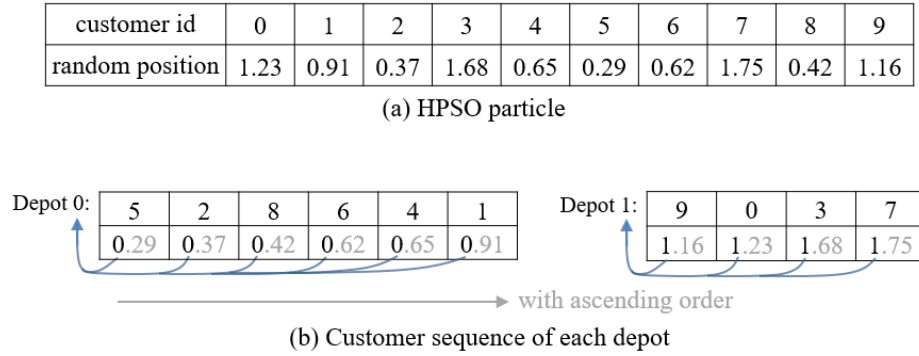 customer id 0 1 2 3 4 5 6 7 8 9
random position 1.23 0.91 0.37 1.68 0.65 0.29 0.62 1.75 0.42 1.16
(a) HPSO particle
Depot 0: 5 2 8 6 4 1
0.29 0.37 0.42 0.62 0.65 0.91
Depot 1: 9 0 3 7
1.16 1.23 1.68 1.75
with ascending order
(b) Customer sequence of each depot